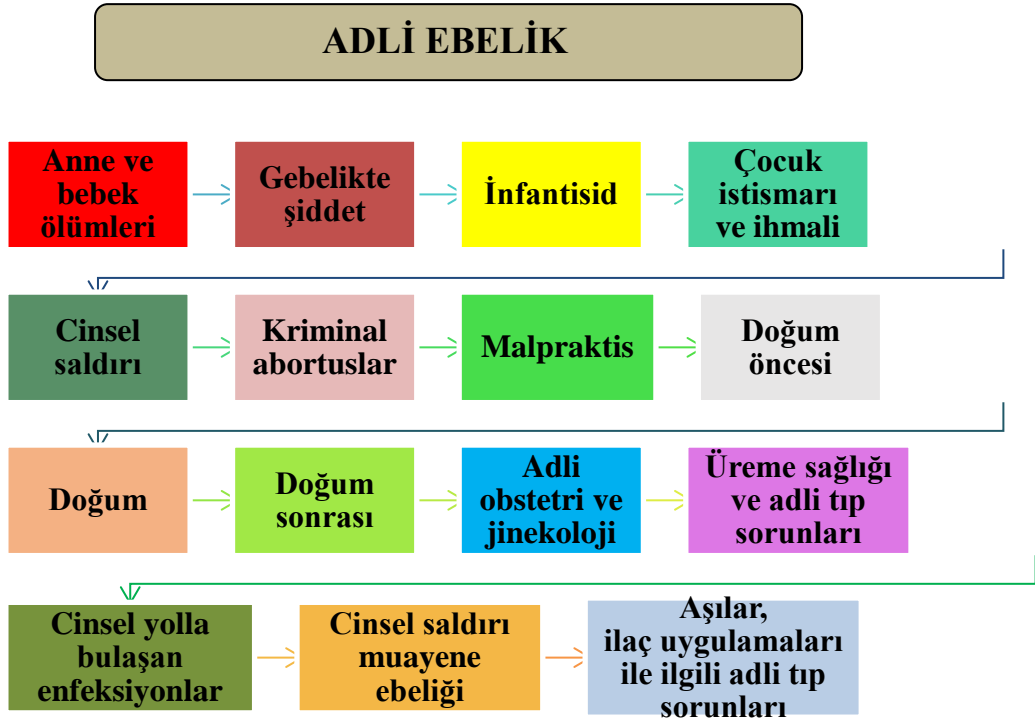 ADLİ EBELİK
Anne ve
bebek
ölümleri
Gebelikte
şiddet
İnfantisid
Çocuk
istismarı
ve ihmali
Cinsel
saldırı
Kriminal
abortuslar
Malpraktis
Doğum
öncesi
Doğum
Doğum
sonrası
Adli
obstetri ve
jinekoloji
Üreme sağlığı
ve adli tıp
sorunları
Cinsel yolla
bulaşan
enfeksiyonlar
Cinsel saldırı
muayene
ebeliği
Aşılar,
ilaç uygulamaları
ile ilgili adli tıp
sorunları